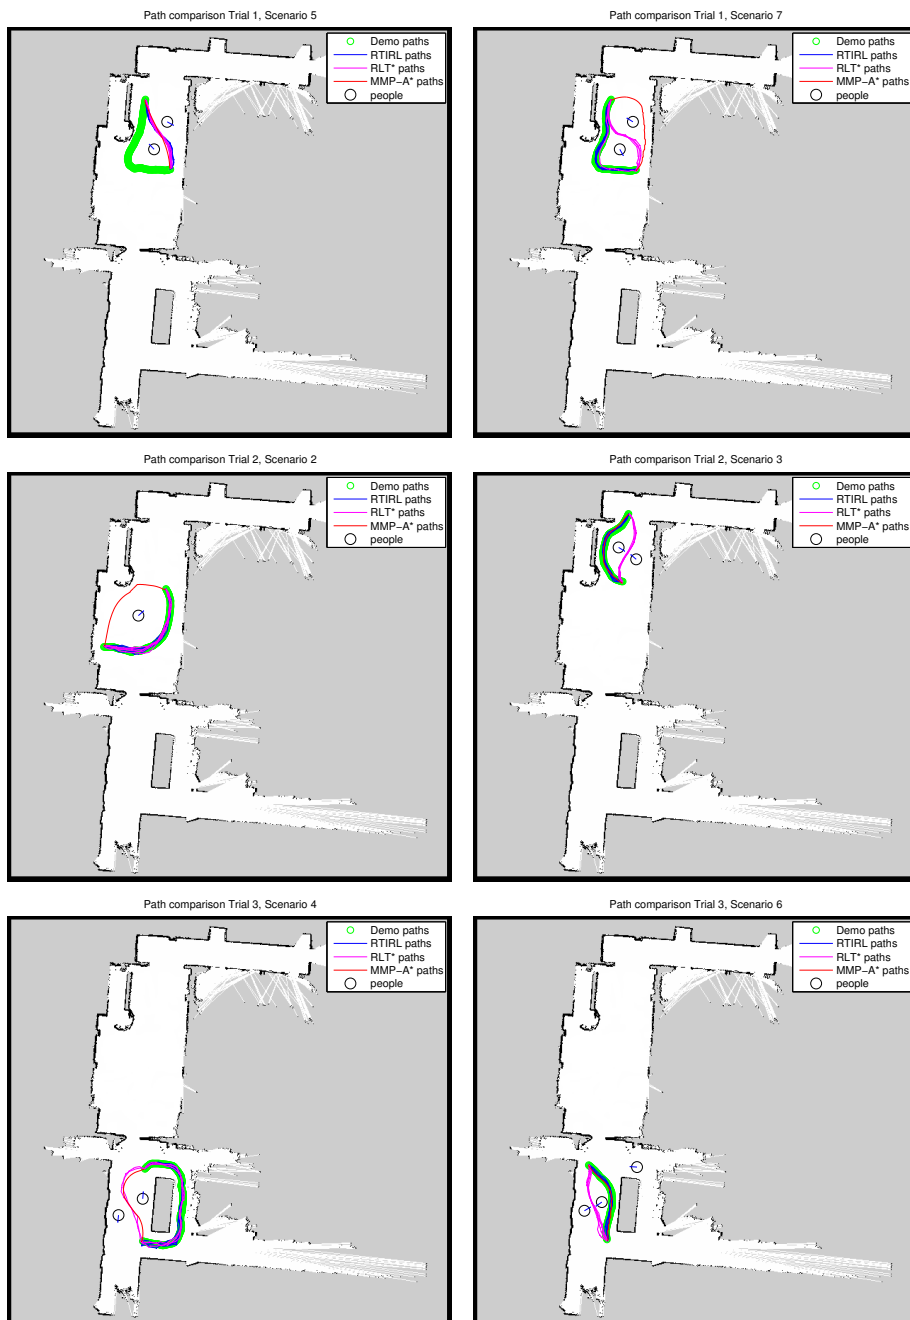 Path comparison Trial 1, Scenario 5
Demo paths
RTIRL paths
RLT* paths
MMP−A* paths
people
Path comparison Trial 1, Scenario 7
Demo paths
RTIRL paths
RLT* paths
MMP−A* paths
people
Path comparison Trial 2, Scenario 2
Demo paths
RTIRL paths
RLT* paths
MMP−A* paths
people
Path comparison Trial 2, Scenario 3
Demo paths
RTIRL paths
RLT* paths
MMP−A* paths
people
Path comparison Trial 3, Scenario 4
Demo paths
RTIRL paths
RLT* paths
MMP−A* paths
people
Path comparison Trial 3, Scenario 6
Demo paths
RTIRL paths
RLT* paths
MMP−A* paths
people